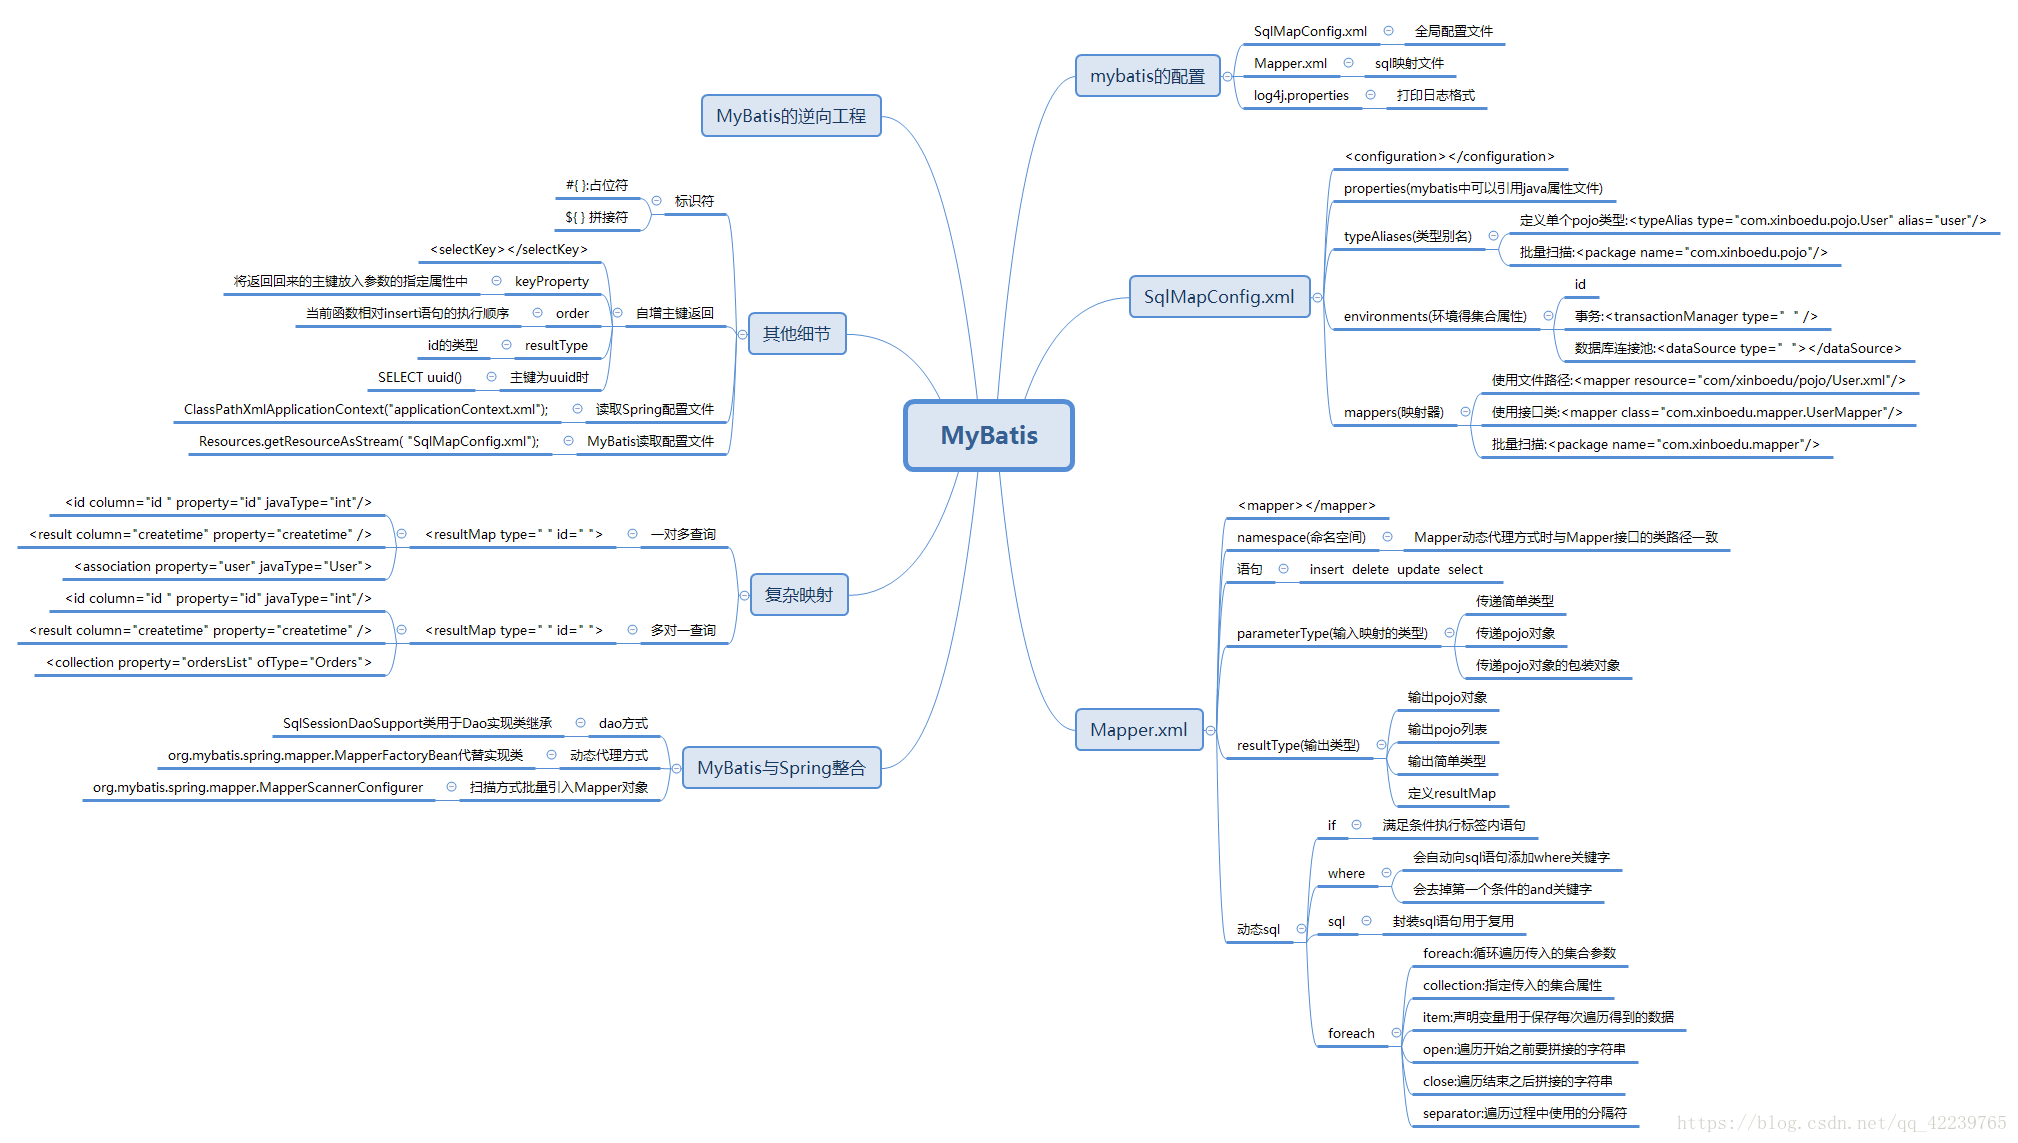 MyBatis
mybatis的配置
SqlMapConfig.xml
全局配置文件
Mapper.xml
sql映射文件
log4j.properties
打印日志格式
SqlMapConfig.xml
<configuration></configuration>
properties(mybatis中可以引用java属性文件)
typeAliases(类型别名)
定义单个pojo类型:<typeAlias type="com.xinboedu.pojo.User" alias="user"/>
批量扫描:<package name="com.xinboedu.pojo"/>
environments(环境得集合属性)
id
事务:<transactionManager type="  " />
数据库连接池:<dataSource type="  "></dataSource>
mappers(映射器)
使用文件路径:<mapper resource="com/xinboedu/pojo/User.xml"/>
使用接口类:<mapper class="com.xinboedu.mapper.UserMapper"/>
批量扫描:<package name="com.xinboedu.mapper"/>
Mapper.xml
<mapper></mapper>
namespace(命名空间)
Mapper动态代理方式时与Mapper接口的类路径一致
语句
insert  delete  update  select
parameterType(输入映射的类型)
传递简单类型
传递pojo对象
传递pojo对象的包装对象
resultType(输出类型)
输出pojo对象
输出pojo列表
输出简单类型
定义resultMap
动态sql
if
满足条件执行标签内语句
where
会自动向sql语句添加where关键字
会去掉第一个条件的and关键字
sql
封装sql语句用于复用
foreach
foreach:循环遍历传入的集合参数
collection:指定传入的集合属性
item:声明变量用于保存每次遍历得到的数据
open:遍历开始之前要拼接的字符串
close:遍历结束之后拼接的字符串
separator:遍历过程中使用的分隔符
MyBatis的逆向工程
其他细节
标识符
#{ }:占位符
${ } 拼接符
自增主键返回
<selectKey></selectKey>
keyProperty
将返回回来的主键放入参数的指定属性中
order
当前函数相对insert语句的执行顺序
resultType
id的类型
主键为uuid时
SELECT uuid()
读取Spring配置文件
ClassPathXmlApplicationContext("applicationContext.xml");
MyBatis读取配置文件
Resources.getResourceAsStream( "SqlMapConfig.xml");
复杂映射
一对多查询
<resultMap type=" " id=" ">
<id column="id " property="id" javaType="int"/>
<result column="createtime" property="createtime" />
<association property="user" javaType="User">
多对一查询
<resultMap type=" " id=" ">
<id column="id " property="id" javaType="int"/>
<result column="createtime" property="createtime" />
<collection property="ordersList" ofType="Orders">
MyBatis与Spring整合
dao方式
SqlSessionDaoSupport类用于Dao实现类继承
动态代理方式
org.mybatis.spring.mapper.MapperFactoryBean代替实现类
扫描方式批量引入Mapper对象
org.mybatis.spring.mapper.MapperScannerConfigurer
https://blog.csdn.net/qq_42239765